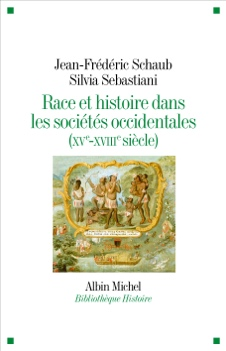 Jean-Frédéric Schaub
Silvia Sebastiani
Race et histoire dans
les sociétés occidentales
(XVᵉ-XVIIIᵉ siècle)
Albin Michel
Bibliothèque Histoire